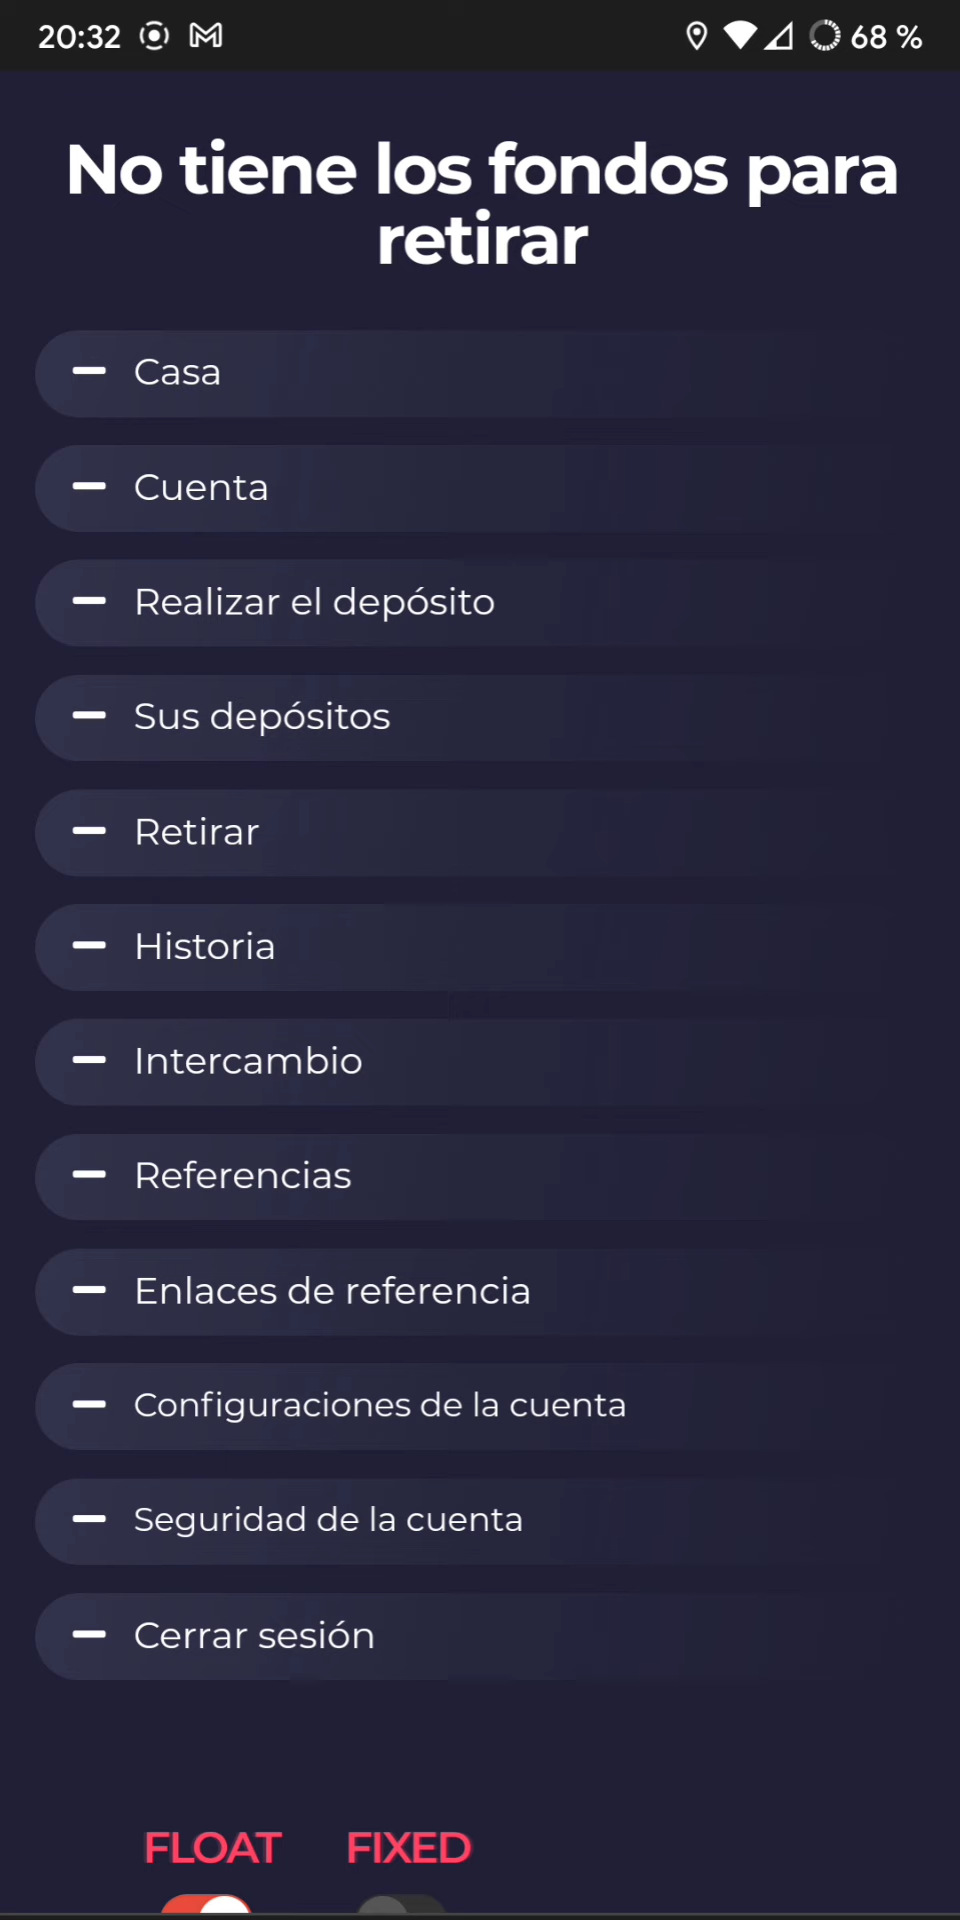 20:32 68 %
No tiene los fondos para
retirar
Casa
Cuenta
Realizar el depósito
Sus depósitos
Retirar
Historia
Intercambio
Referencias
Enlaces de referencia
Configuraciones de la cuenta
Seguridad de la cuenta
Cerrar sesión
FLOAT FIXED